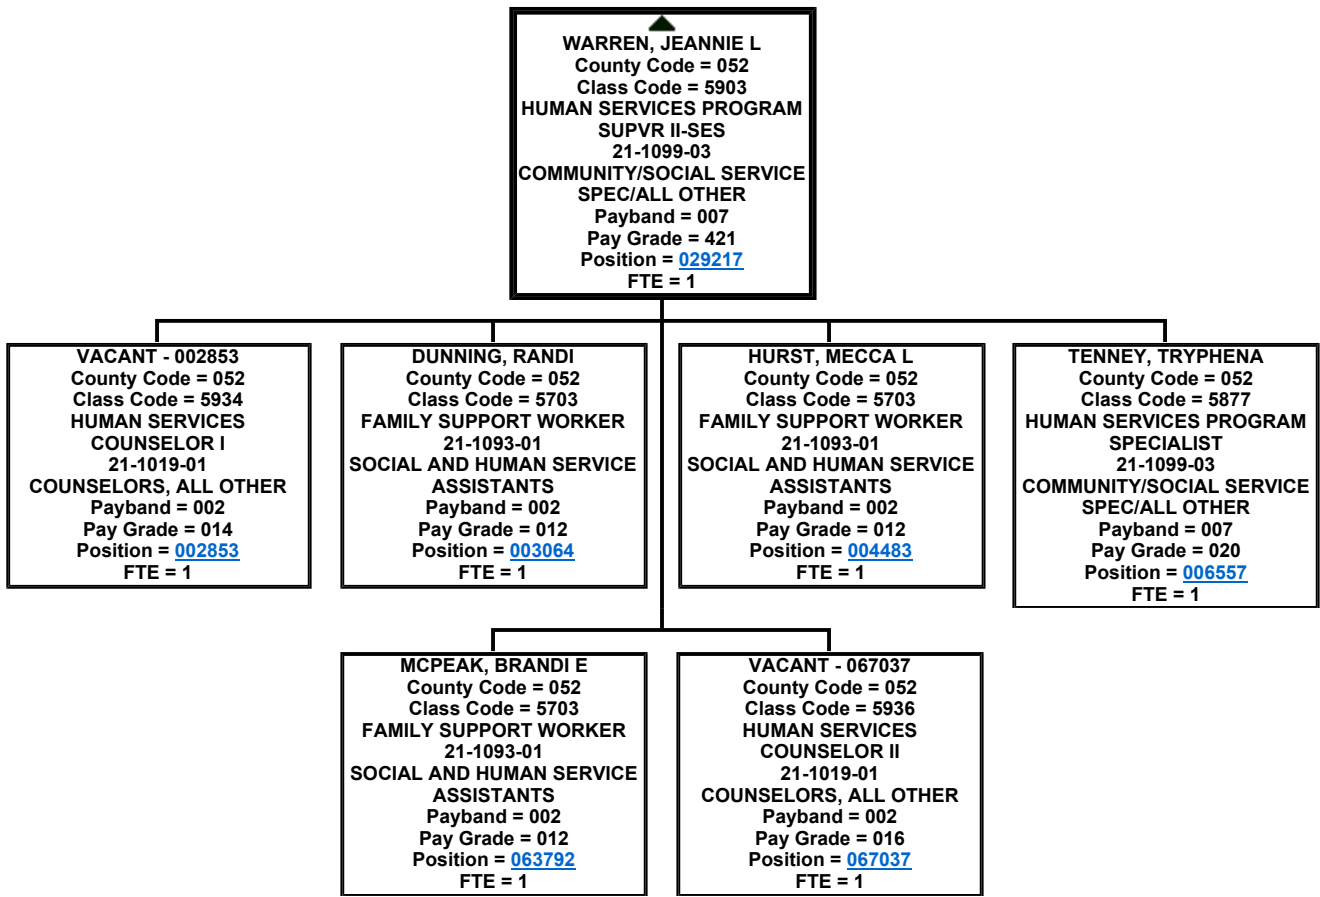 WARREN, JEANNIE L
County Code = 052
Class Code = 5903
HUMAN SERVICES PROGRAM
SUPVR II-SES
21-1099-03
COMMUNITY/SOCIAL SERVICE
SPEC/ALL OTHER
Payband = 007
Pay Grade = 421
Position = 029217
FTE = 1
VACANT - 002853
County Code = 052
Class Code = 5934
HUMAN SERVICES
COUNSELOR I
21-1019-01
COUNSELORS, ALL OTHER
Payband = 002
Pay Grade = 014
Position = 002853
FTE = 1
DUNNING, RANDI
County Code = 052
Class Code = 5703
FAMILY SUPPORT WORKER
21-1093-01
SOCIAL AND HUMAN SERVICE
ASSISTANTS
Payband = 002
Pay Grade = 012
Position = 003064
FTE = 1
HURST, MECCA L
County Code = 052
Class Code = 5703
FAMILY SUPPORT WORKER
21-1093-01
SOCIAL AND HUMAN SERVICE
ASSISTANTS
Payband = 002
Pay Grade = 012
Position = 004483
FTE = 1
TENNEY, TRYPHENA
County Code = 052
Class Code = 5877
HUMAN SERVICES PROGRAM
SPECIALIST
21-1099-03
COMMUNITY/SOCIAL SERVICE
SPEC/ALL OTHER
Payband = 007
Pay Grade = 020
Position = 006557
FTE = 1
MCPEAK, BRANDI E
County Code = 052
Class Code = 5703
FAMILY SUPPORT WORKER
21-1093-01
SOCIAL AND HUMAN SERVICE
ASSISTANTS
Payband = 002
Pay Grade = 012
Position = 063792
FTE = 1
VACANT - 067037
County Code = 052
Class Code = 5936
HUMAN SERVICES
COUNSELOR II
21-1019-01
COUNSELORS, ALL OTHER
Payband = 002
Pay Grade = 016
Position = 067037
FTE = 1